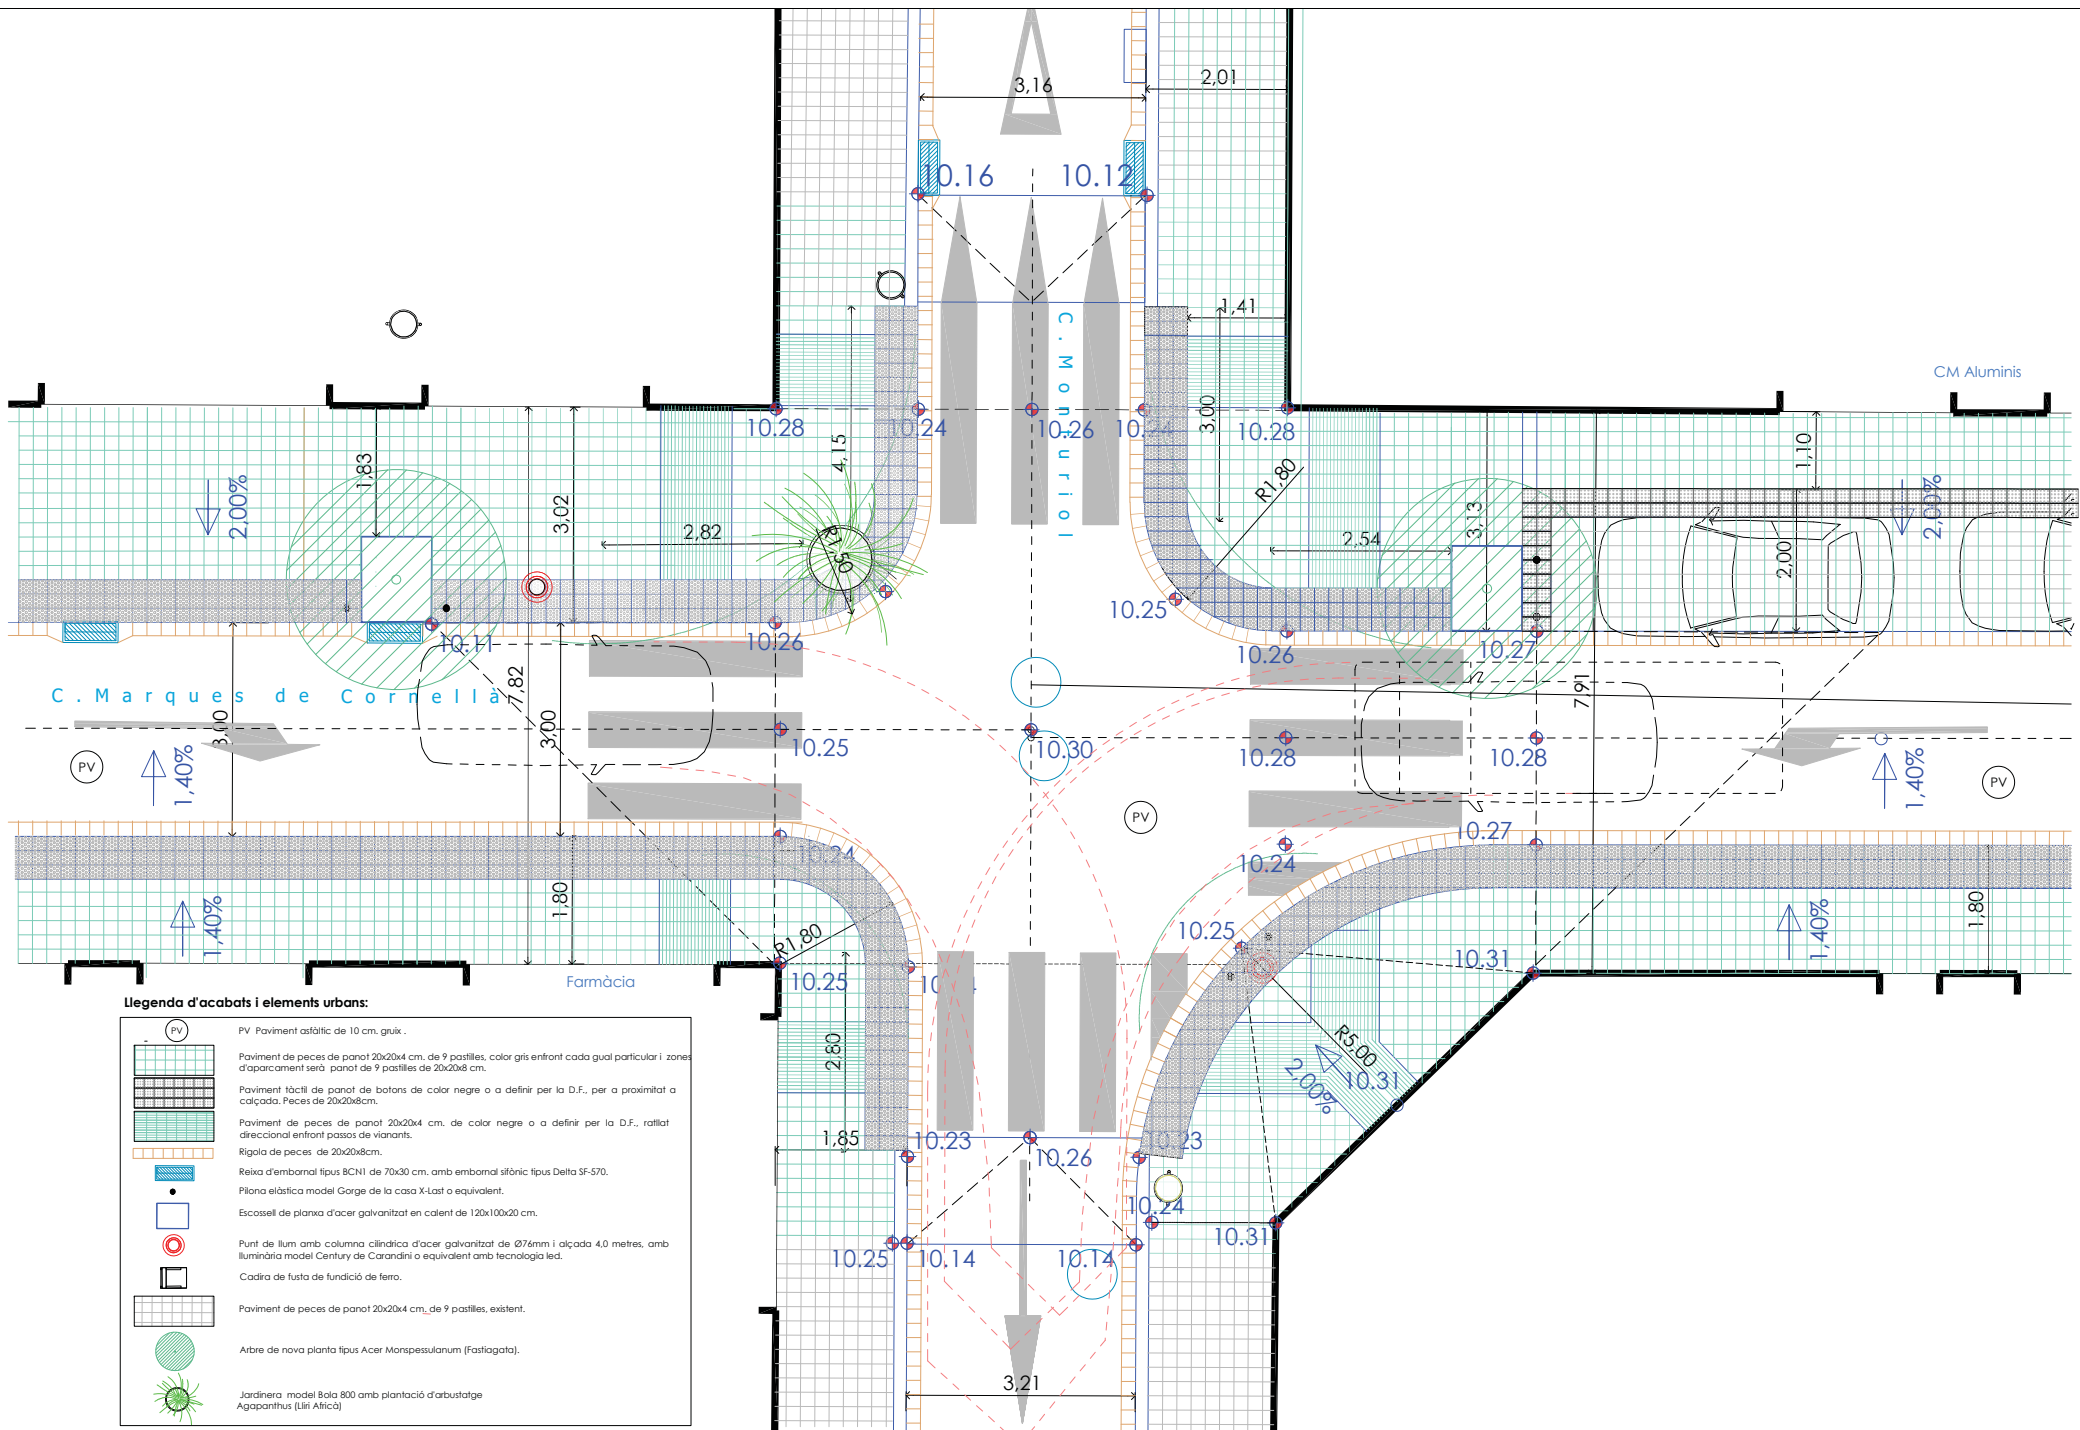 3,16
2,01
10.16
10.12
1,41
C. Monturiol
CM Aluminis
10.28
10.24
10.26
10.24
10.28
3,00
4,15
1,83
3,02
2,00%
2,82
R1,50
R1,80
2,54
3,13
1,10
2,00
2,00%
10.25
10.11
10.26
10.26
10.27
C. Marques de Cornellà
7,82
7,91
3,00
3,00
10.25
10.30
10.28
10.28
PV
1,40%
PV
1,40%
PV
10.24
10.24
10.27
1,80
1,40%
R1,80
10.25
10.25
10.31
1,40%
1,80
Farmàcia
2,80
R5,00
2,00%
10.31
1,85
10.23
10.26
10.23
10.24
10.31
10.25
10.14
10.14
3,21
Llegenda d'acabats i elements urbans:
PV
PV Paviment asfàltic de 10 cm. gruix .
Paviment de peces de panot 20x20x4 cm. de 9 pastilles, color gris enfront cada gual particular i zones
d'aparcament serà panot de 9 pastilles de 20x20x8 cm.
Paviment tàctil de panot de botons de color negre o a definir per la D.F., per a proximitat a
calçada. Peces de 20x20x8cm.
Paviment de peces de panot 20x20x4 cm. de color negre o a definir per la D.F., ratllat
direccional enfront passos de vianants.
Rigola de peces de 20x20x8cm.
Reixa d'embornal tipus BCN1 de 70x30 cm. amb embornal sifònic tipus Delta SF-570.
Pilona elàstica model Gorge de la casa X-Last o equivalent.
Escossell de planxa d'acer galvanitzat en calent de 120x100x20 cm.
Punt de llum amb columna cilindrica d'acer galvanitzat de Ø76mm i alçada 4,0 metres, amb
lluminària model Century de Carandini o equivalent amb tecnologia led.
Cadira de fusta de fundició de ferro.
Paviment de peces de panot 20x20x4 cm. de 9 pastilles, existent.
Arbre de nova planta tipus Acer Monspessulanum (Fastiagata).
Jardinera model Bola 800 amb plantació d'arbustatge
Agapanthus (Lliri Africà)